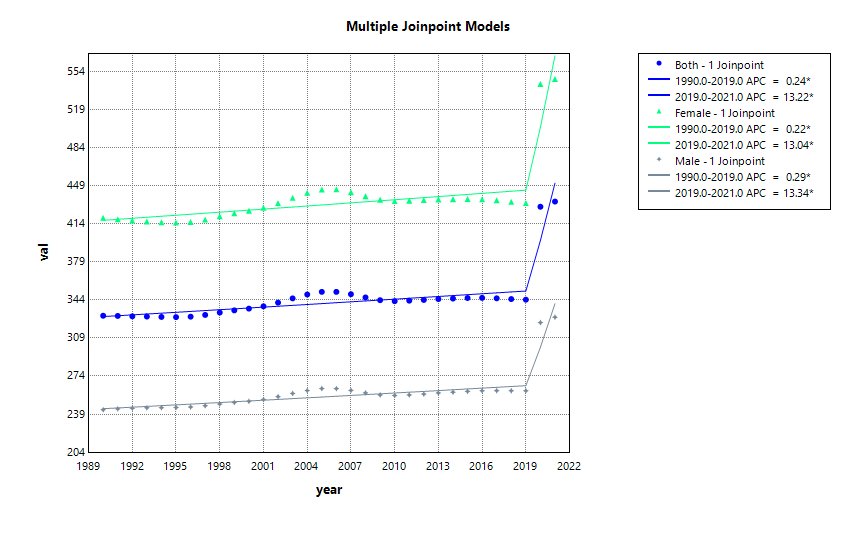 Multiple Joinpoint Models
Both - 1 Joinpoint
1990.0-2019.0 APC = 0.24*
2019.0-2021.0 APC = 13.22*
Female - 1 Joinpoint
1990.0-2019.0 APC = 0.22*
2019.0-2021.0 APC = 13.04*
Male - 1 Joinpoint
1990.0-2019.0 APC = 0.29*
2019.0-2021.0 APC = 13.34*
val
554
519
484
449
414
379
344
309
274
239
204
1989 1992 1995 1998 2001 2004 2007 2010 2013 2016 2019 2022
year